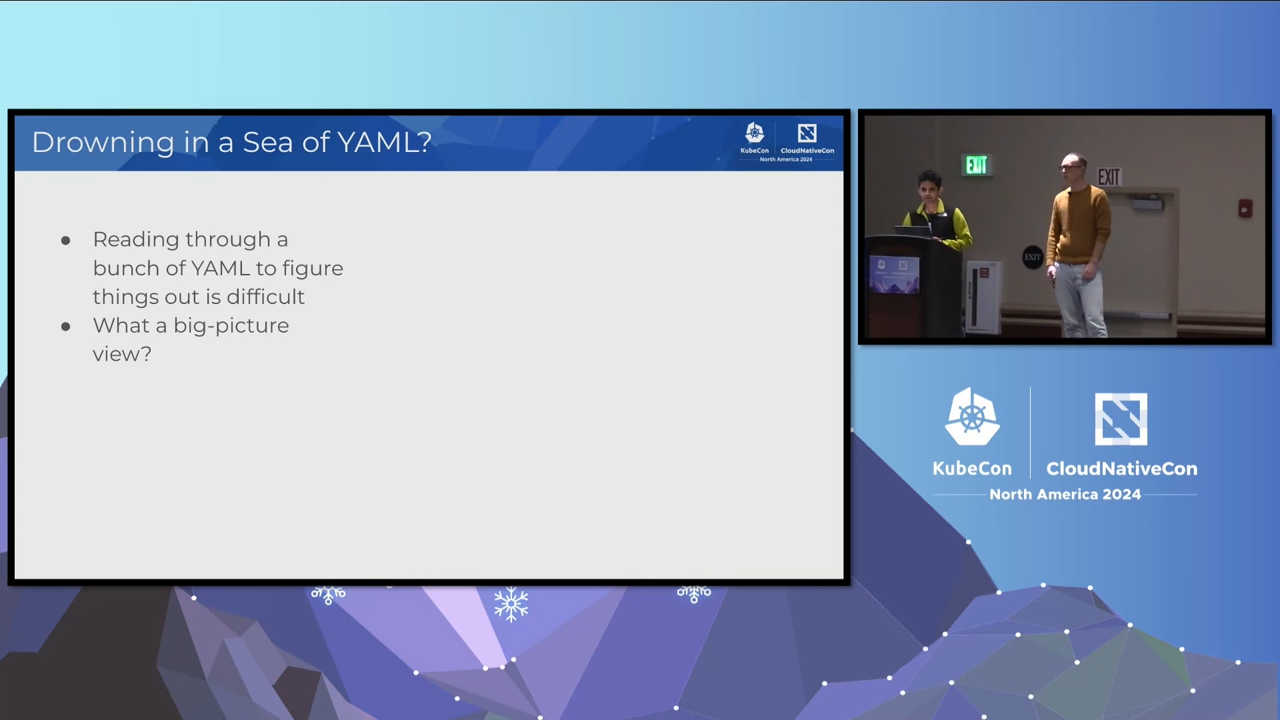 Drowning in a Sea of YAML?
KubeCon
CloudNativeCon
North America 2024
● Reading through a
bunch of YAML to figure
things out is difficult
● What a big-picture
view?
EXIT
EXIT
EXIT
KubeCon
CloudNativeCon
North America 2024